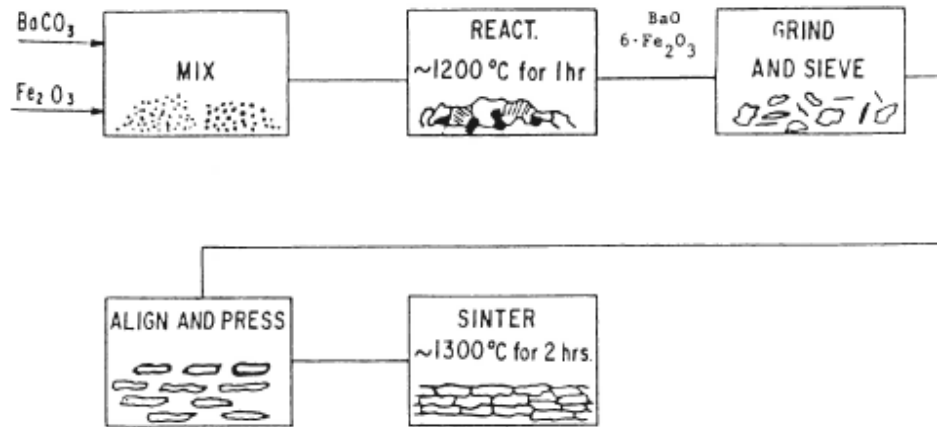 BaCO₃
Fe₂O₃
MIX
REACT.
~1200°C for 1hr
BaO
6·Fe₂O₃
GRIND
AND SIEVE
ALIGN AND PRESS
SINTER
~1300°C for 2 hrs.